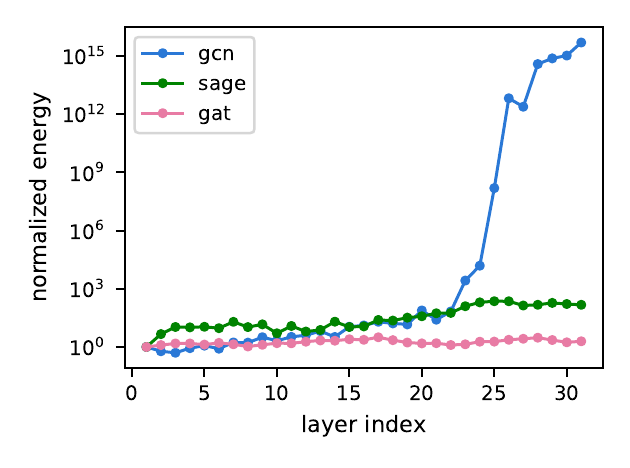 gcn
sage
gat
10^15
10^12
10^9
10^6
10^3
10^0
normalized energy
0 5 10 15 20 25 30
layer index